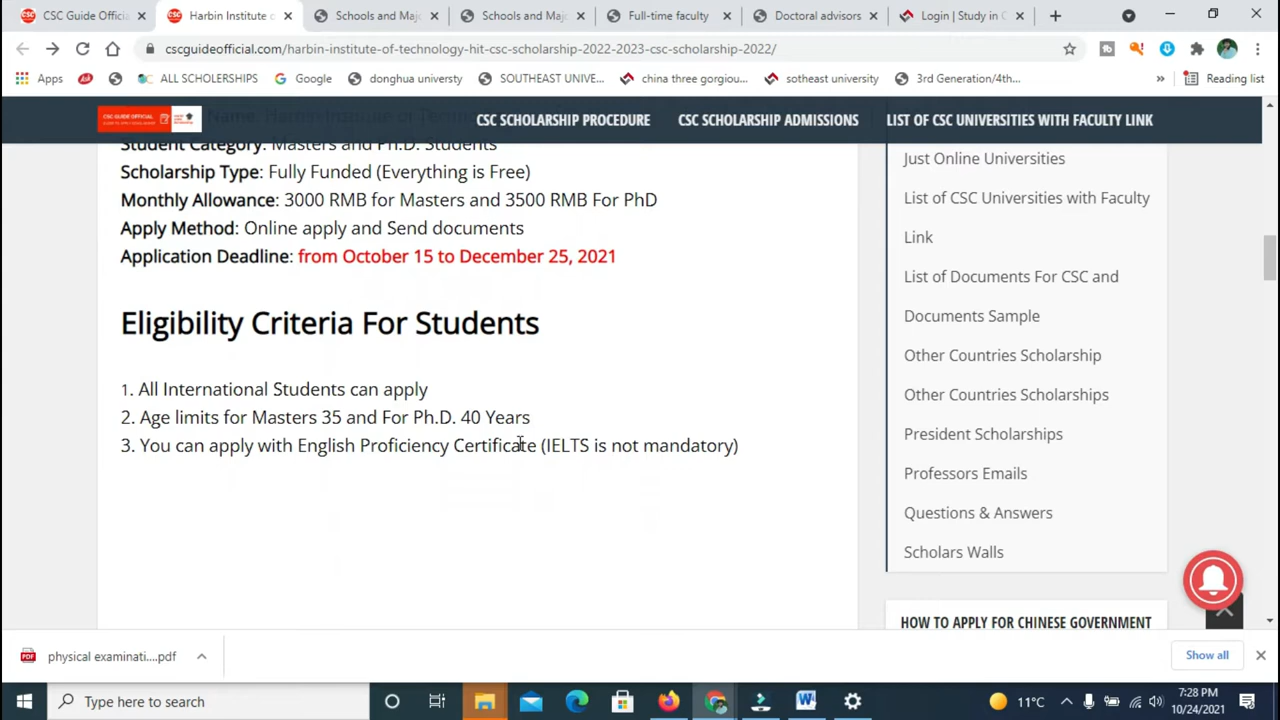 CSC Guide Officia
Harbin Institute o
Schools and Majo
Schools and Majo
Full-time faculty
Doctoral advisors
Login | Study in C
cscguideofficial.com/harbin-institute-of-technology-hit-csc-scholarship-2022-2023-csc-scholarship-2022/
Apps
ALL SCHOLERSHIPS
Google
donghua university
SOUTHEAST UNIVE...
china three gorgiou...
sotheast university
3rd Generation/4th...
»
Reading list
CSC GUIDE OFFICIAL
CSC SCHOLARSHIP PROCEDURE
CSC SCHOLARSHIP ADMISSIONS
LIST OF CSC UNIVERSITIES WITH FACULTY LINK
Student Category: Masters and Ph.D. Students
Scholarship Type: Fully Funded (Everything is Free)
Monthly Allowance: 3000 RMB for Masters and 3500 RMB For PhD
Apply Method: Online apply and Send documents
Application Deadline: from October 15 to December 25, 2021
Eligibility Criteria For Students
1. All International Students can apply
2. Age limits for Masters 35 and For Ph.D. 40 Years
3. You can apply with English Proficiency Certificate (IELTS is not mandatory)
Just Online Universities
List of CSC Universities with Faculty
Link
List of Documents For CSC and
Documents Sample
Other Countries Scholarship
Other Countries Scholarships
President Scholarships
Professors Emails
Questions & Answers
Scholars Walls
HOW TO APPLY FOR CHINESE GOVERNMENT
physical examinati....pdf
Show all
Type here to search
11°C
7:28 PM
10/24/2021